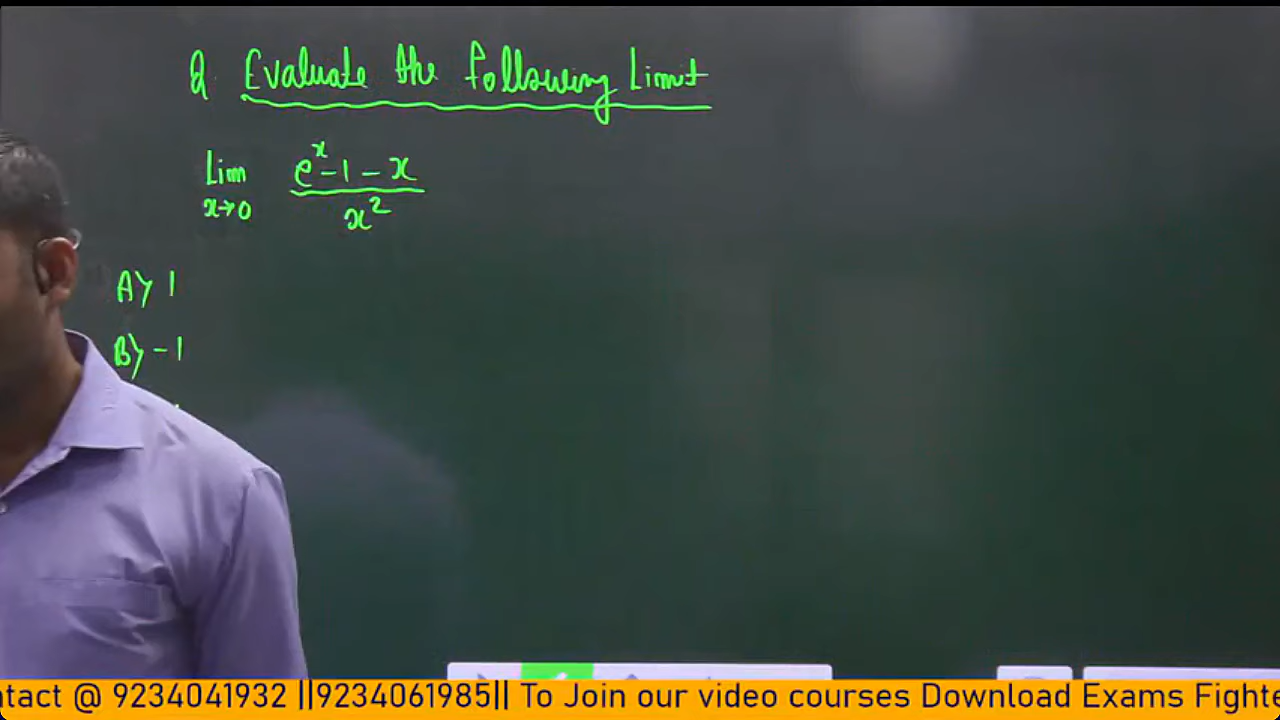 Q. Evaluate the following Limit
Lim x→0 (e^x - 1 - x) / x^2
A) 1
B) -1
ntact @ 9234041932 ||9234061985|| To Join our video courses Download Exams Fighte